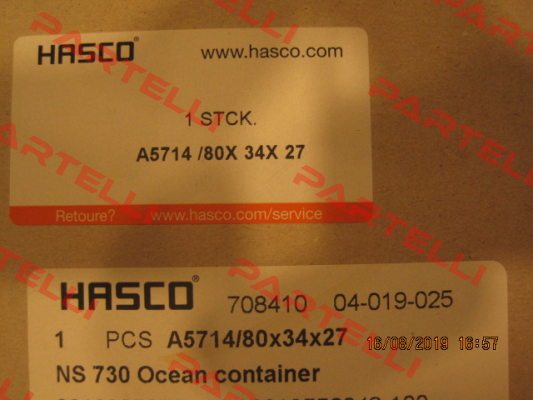 HASCO® www.hasco.com
1 STCK.
A5714 /80X 34X 27
Retoure? www.hasco.com/service
HASCO® 708410 04-019-025
1 PCS A5714/80x34x27
16/08/2019 16:57
NS 730 Ocean container
PARTELLI
PARTELLI
PARTELLI
PARTELLI